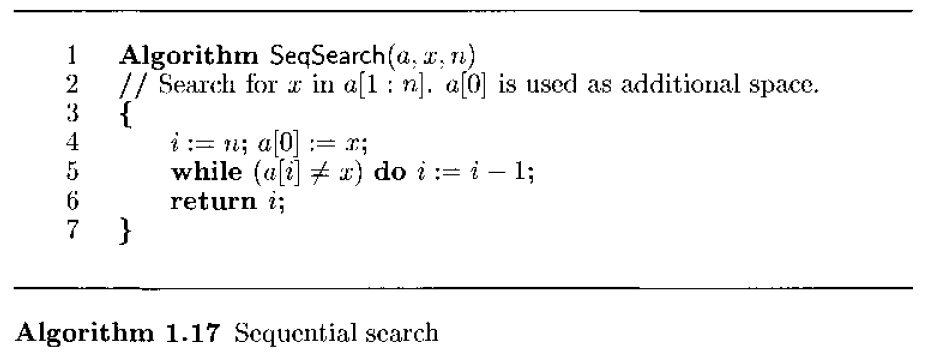 1 Algorithm SeqSearch(a, x, n)
2 // Search for x in a[1 : n]. a[0] is used as additional space.
3 {
4 i := n; a[0] := x;
5 while (a[i] ≠ x) do i := i − 1;
6 return i;
7 }
Algorithm 1.17 Sequential search